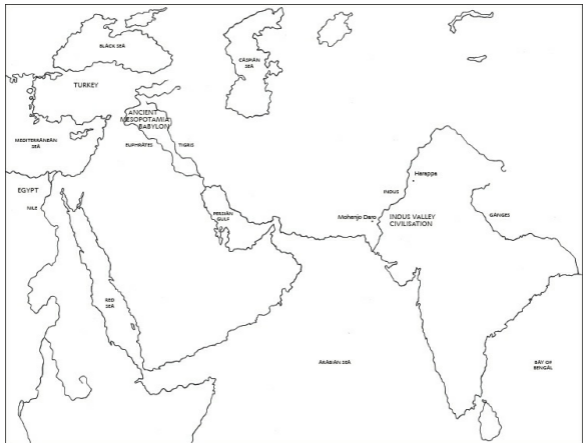 BLACK SEA
CASPIAN
SEA
TURKEY
ANCIENT
MESOPOTAMIA
BABYLON
MEDITERRANEAN
SEA
EUPHRATES
TIGRIS
Harappa
EGYPT
INDUS
NILE
PERSIAN
GULF
Mohenjo Daro
INDUS VALLEY
CIVILISATION
GANGES
RED
SEA
ARABIAN SEA
BAY OF
BENGAL